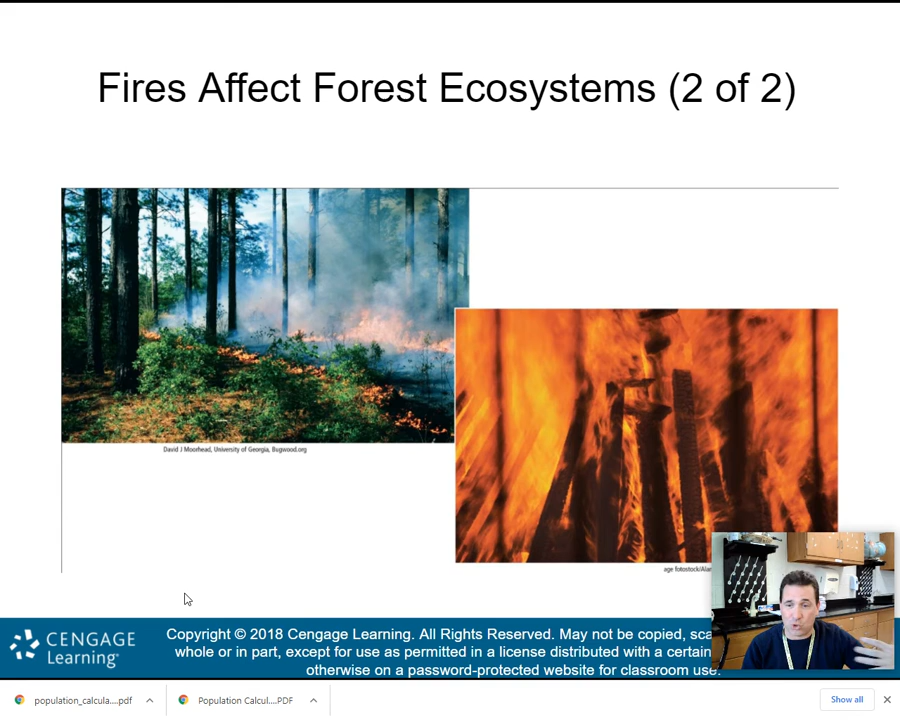 Fires Affect Forest Ecosystems (2 of 2)
David J Moorhead, University of Georgia, Bugwood.org
age fotostock/Alan
CENGAGE
Learning®
Copyright © 2018 Cengage Learning. All Rights Reserved. May not be copied, sca
whole or in part, except for use as permitted in a license distributed with a certain
otherwise on a password-protected website for classroom use.
population_calcula....pdf
Population Calcul....PDF
Show all